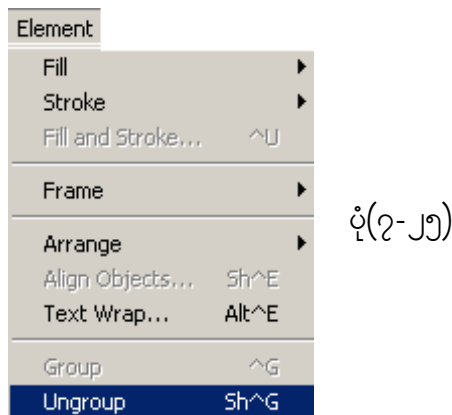 Element
Fill
Stroke
Fill and Stroke... ^U
Frame
Arrange
Align Objects... Sh^E
Text Wrap... Alt^E
Group ^G
Ungroup Sh^G
ပုံ(၇-၂၅)